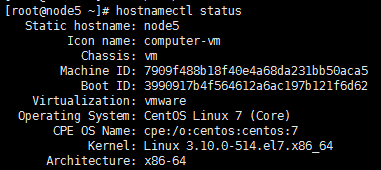 [root@node5 ~]# hostnamectl status
Static hostname: node5
Icon name: computer-vm
Chassis: vm
Machine ID: 7909f488b18f40e4a68da231bb50aca5
Boot ID: 3990917b4f564612a6ac197b121f6d62
Virtualization: vmware
Operating System: CentOS Linux 7 (Core)
CPE OS Name: cpe:/o:centos:centos:7
Kernel: Linux 3.10.0-514.el7.x86_64
Architecture: x86-64